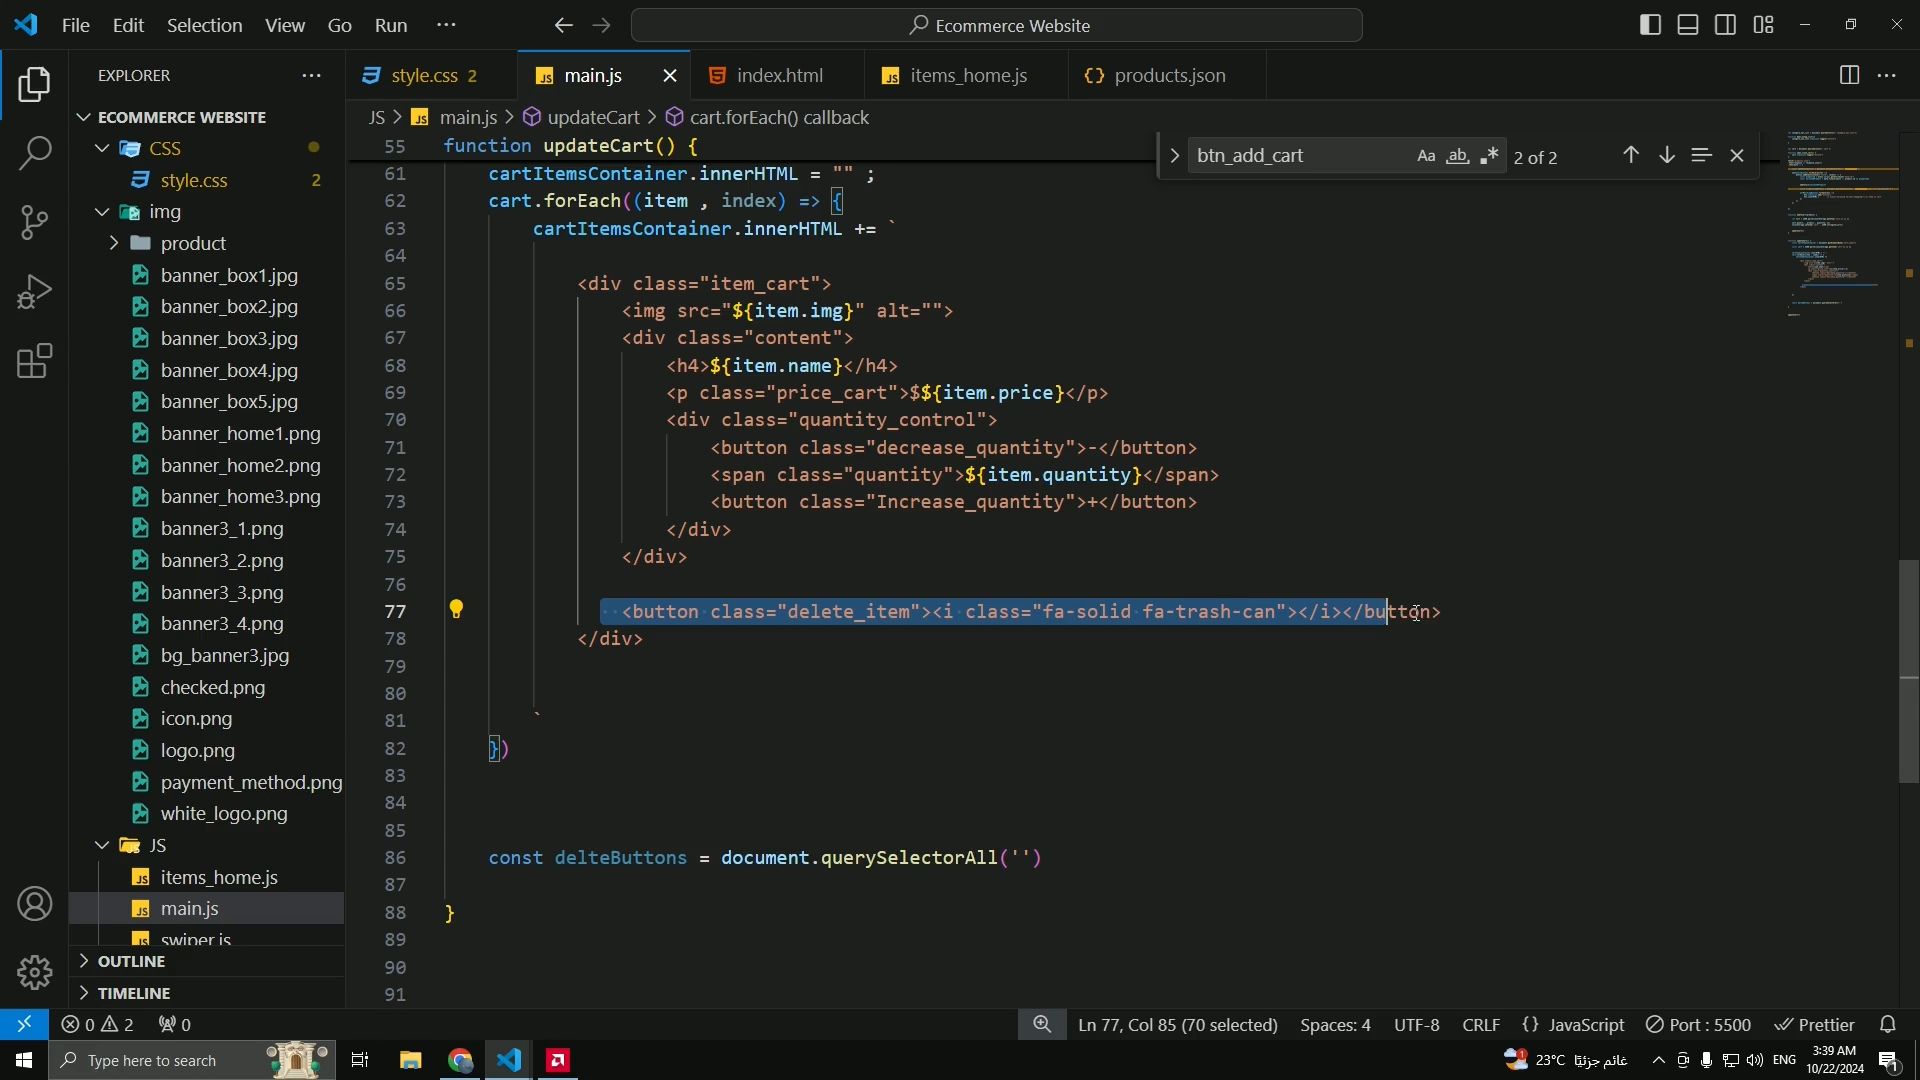 File Edit Selection View Go Run ···
Ecommerce Website
EXPLORER
style.css 2
main.js
index.html
items_home.js
products.json
JS > main.js > updateCart > cart.forEach() callback
btn_add_cart
Aa ab 2 of 2
ECOMMERCE WEBSITE
CSS
style.css 2
img
product
banner_box1.jpg
banner_box2.jpg
banner_box3.jpg
banner_box4.jpg
banner_box5.jpg
banner_home1.png
banner_home2.png
banner_home3.png
banner3_1.png
banner3_2.png
banner3_3.png
banner3_4.png
bg_banner3.jpg
checked.png
icon.png
logo.png
payment_method.png
white_logo.png
JS
items_home.js
main.js
swiper.js
OUTLINE
TIMELINE
55 function updateCart() {
61 cartItemsContainer.innerHTML = "" ;
62 cart.forEach((item , index) => {
63 cartItemsContainer.innerHTML += `
64
65 <div class="item_cart">
66 <img src="${item.img}" alt="">
67 <div class="content">
68 <h4>${item.name}</h4>
69 <p class="price_cart">$${item.price}</p>
70 <div class="quantity_control">
71 <button class="decrease_quantity">-</button>
72 <span class="quantity">${item.quantity}</span>
73 <button class="Increase_quantity">+</button>
74 </div>
75 </div>
76
77 <button class="delete_item"><i class="fa-solid fa-trash-can"></i></button>
78 </div>
79
80
81 `
82 })
83
84
85
86 const delteButtons = document.querySelectorAll('')
87
88 }
89
90
91
0 2 0
Ln 77, Col 85 (70 selected) Spaces: 4 UTF-8 CRLF {} JavaScript Port : 5500 Prettier
Type here to search
23°C غائم جزئيًا ENG
3:39 AM
10/22/2024
1